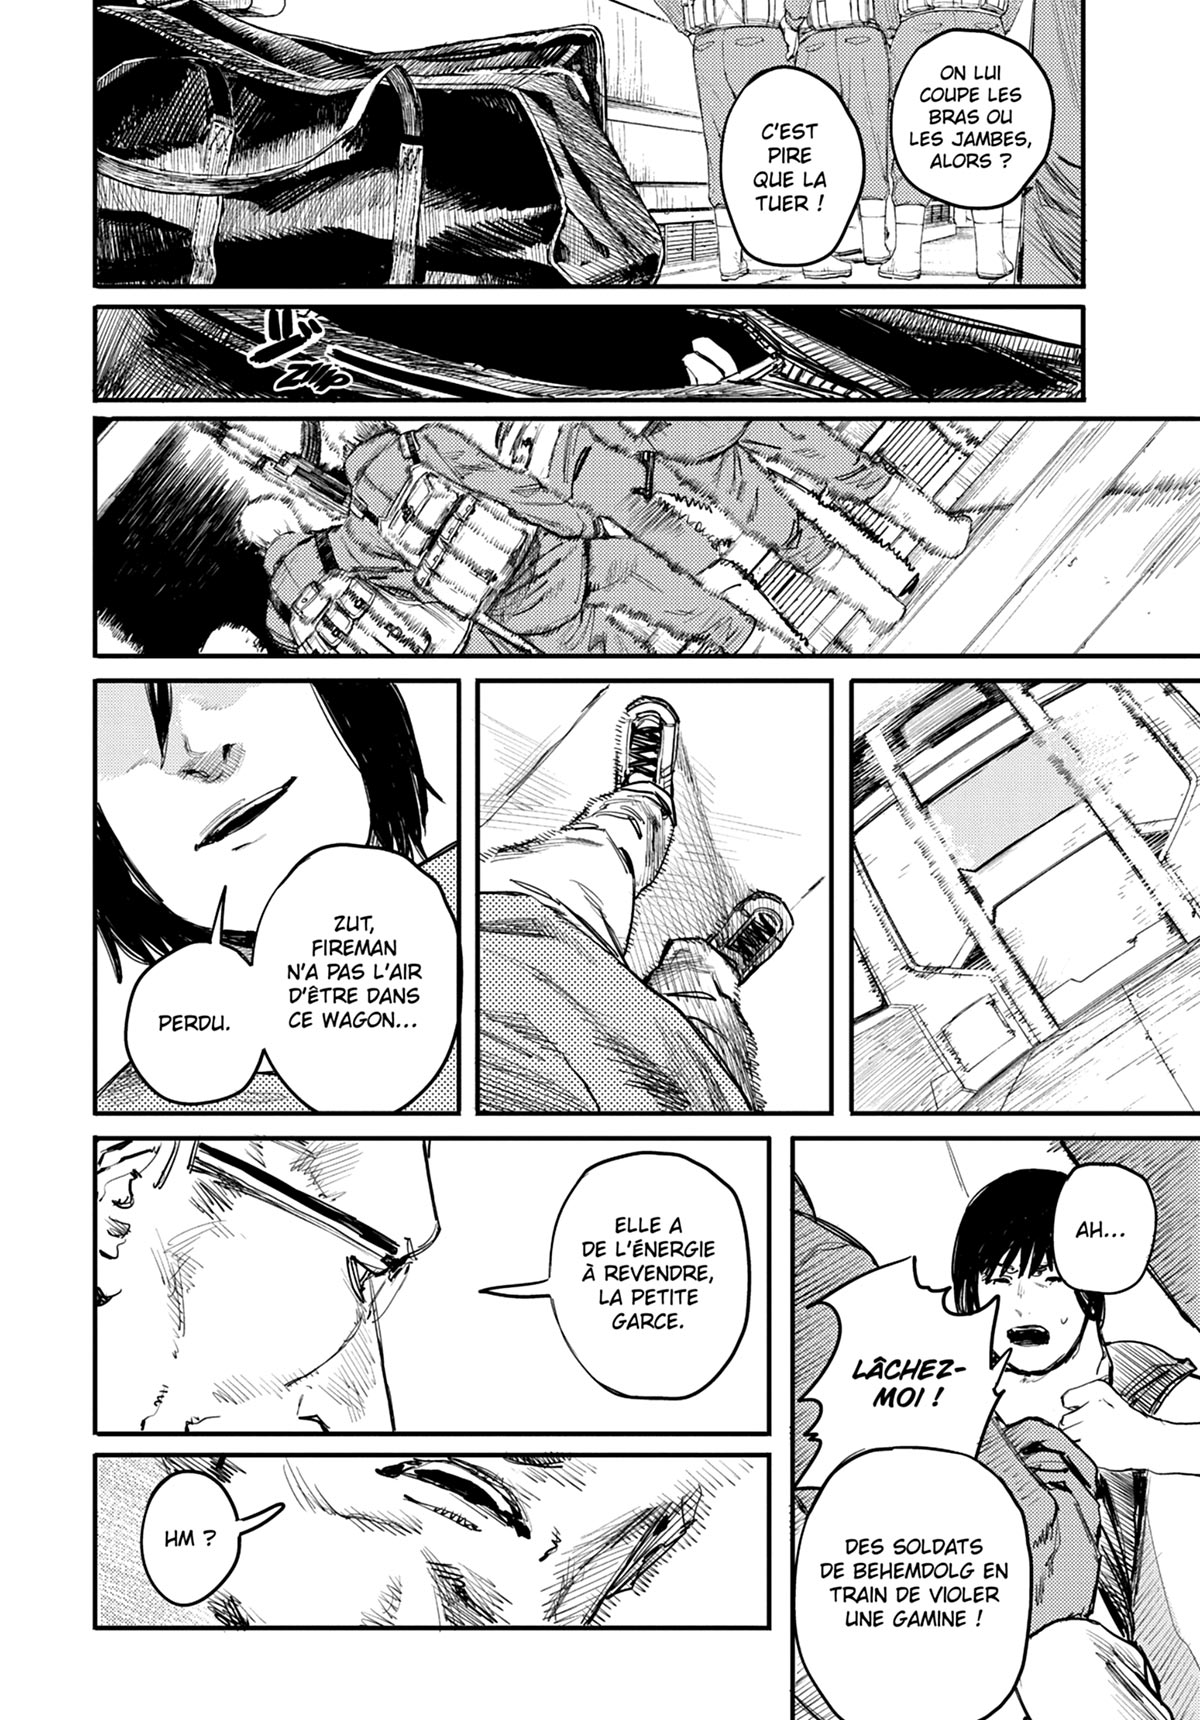 ON LUI
COUPE LES
BRAS OU
LES JAMBES,
ALORS ?
C'EST
PIRE
QUE LA
TUER !
ZIIIP
ZUT,
FIREMAN
N'A PAS L'AIR
D'ÊTRE DANS
CE WAGON...
PERDU.
AH...
LÂCHEZ-
MOI !
DES SOLDATS
DE BEHEMDOLG EN
TRAIN DE VIOLER
UNE GAMINE !
ELLE A
DE L'ÉNERGIE
À REVENDRE,
LA PETITE
GARCE.
HM ?